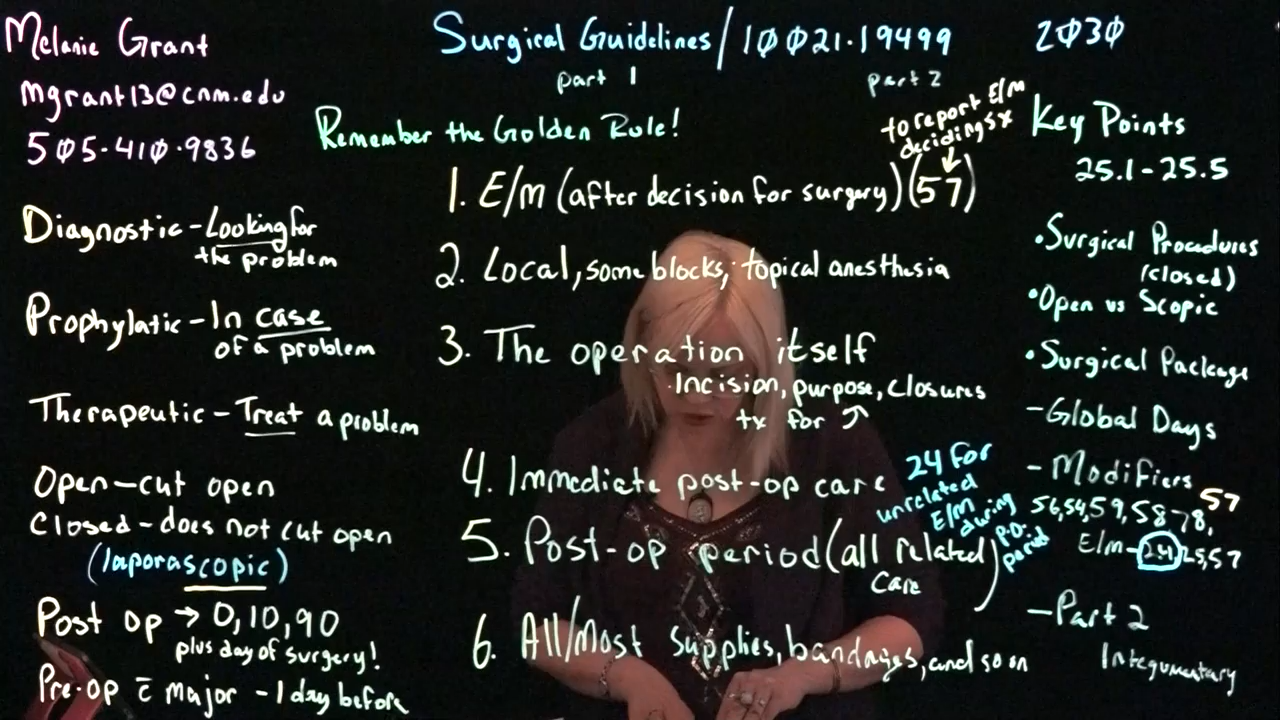 Melanie Grant
mgrant13@cnm.edu
505-410-9836
Surgical Guidelines/10021-19499
part 1 part 2
2030
Remember the Golden Rule!
to report E/M
deciding sx
1. E/M (after decision for surgery)(57)
2. Local, some blocks, topical anesthesia
3. The operation itself
Incision, purpose, closures
tx for
4. Immediate post-op care
24 for
unrelated
E/M
during
P.O.
period
5. Post-op period (all related
care)
6. All/Most Supplies, bandages, and so on
Diagnostic - Looking for
the problem
Prophylatic - In case
of a problem
Therapeutic - Treat a problem
Open - cut open
Closed - does not cut open
(laporascopic)
Post op → 0, 10, 90
plus day of surgery!
Pre-op c̄ major - 1 day before
Key Points
25.1 - 25.5
• Surgical Procedures
(closed)
• Open vs Scopic
• Surgical Package
- Global Days
- Modifiers
56, 54, 59, 58 78, 57
E/M - 24 25, 57
- Part 2
Integumentary